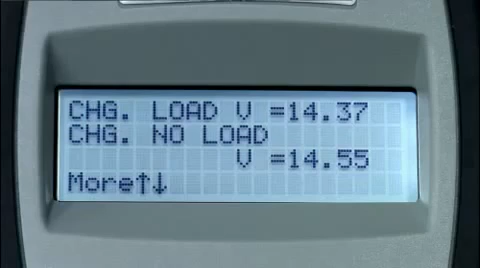 CHG. LOAD V =14.37
CHG. NO LOAD
V =14.55
More↑↓